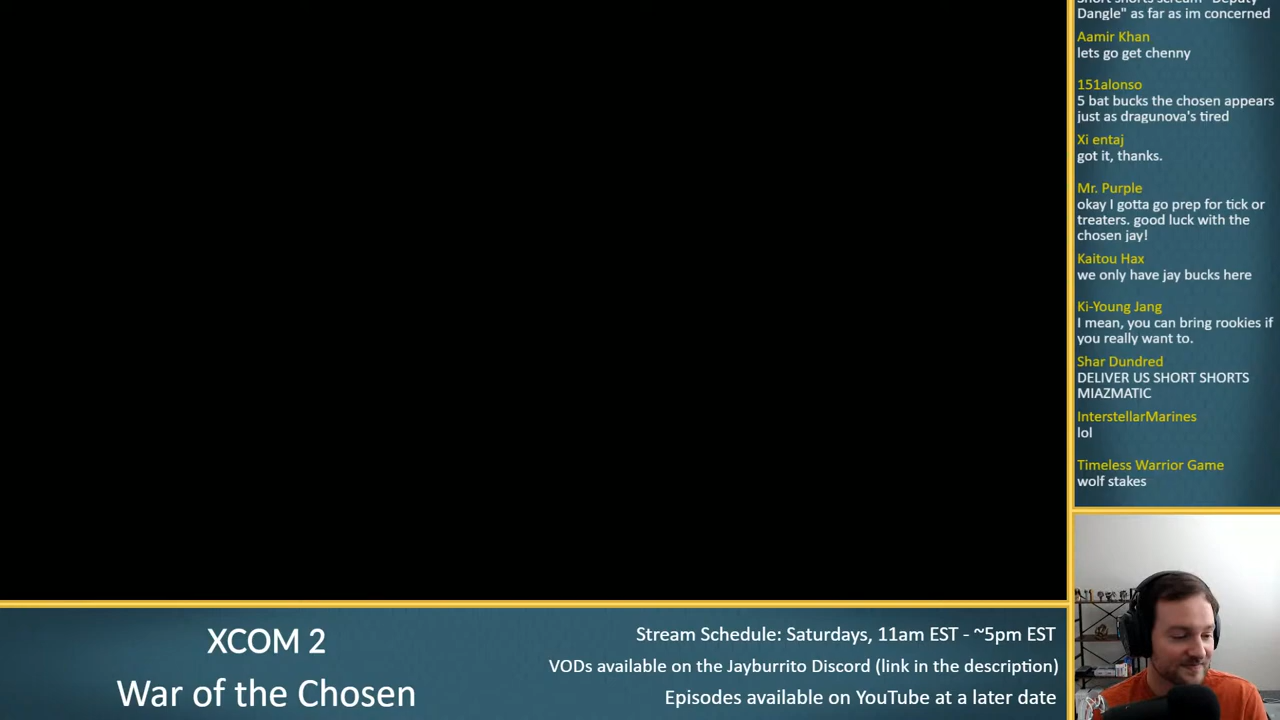 Short shorts scream "Deputy
Dangle" as far as im concerned
Aamir Khan
lets go get chenny
151alonso
5 bat bucks the chosen appears
just as dragunova's tired
Xi entaj
got it, thanks.
Mr. Purple
okay I gotta go prep for tick or
treaters. good luck with the
chosen jay!
Kaitou Hax
we only have jay bucks here
Ki-Young Jang
I mean, you can bring rookies if
you really want to.
Shar Dundred
DELIVER US SHORT SHORTS
MIAZMATIC
InterstellarMarines
lol
Timeless Warrior Game
wolf stakes
XCOM 2
War of the Chosen
Stream Schedule: Saturdays, 11am EST - ~5pm EST
VODs available on the Jayburrito Discord (link in the description)
Episodes available on YouTube at a later date